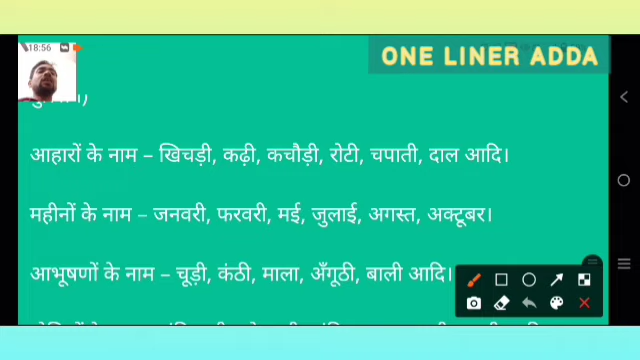 18:56
ONE LINER ADDA
आहारों के नाम – खिचड़ी, कढ़ी, कचौड़ी, रोटी, चपाती, दाल आदि।
महीनों के नाम – जनवरी, फरवरी, मई, जुलाई, अगस्त, अक्टूबर।
आभूषणों के नाम – चूड़ी, कंठी, माला, अँगूठी, बाली आदि।